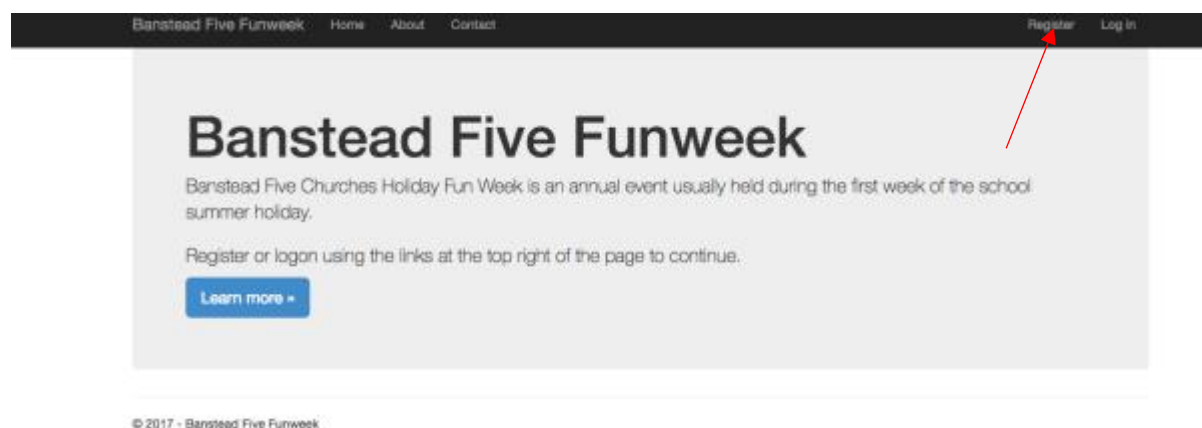 Banstead Five Funweek Home About Contact Register Log in
Banstead Five Funweek
Banstead Five Churches Holiday Fun Week is an annual event usually held during the first week of the school
summer holiday.
Register or logon using the links at the top right of the page to continue.
Learn more »
© 2017 - Banstead Five Funweek